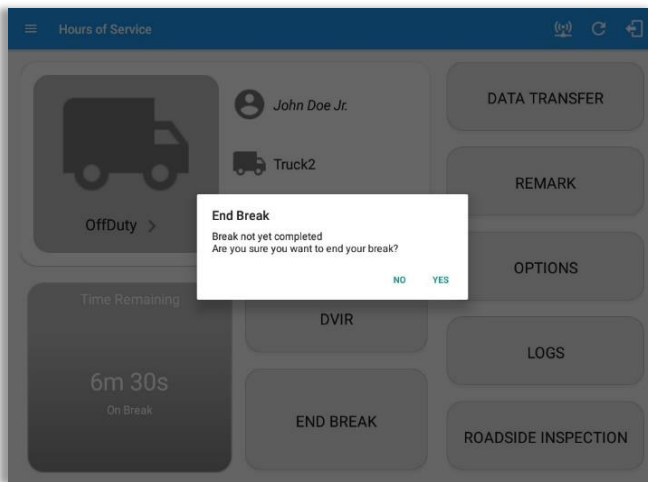 Hours of Service
John Doe Jr.
DATA TRANSFER
Truck2
REMARK
OffDuty >
End Break
Break not yet completed
Are you sure you want to end your break?
NO YES
OPTIONS
Time Remaining
6m 30s
On Break
DVIR
LOGS
END BREAK
ROADSIDE INSPECTION